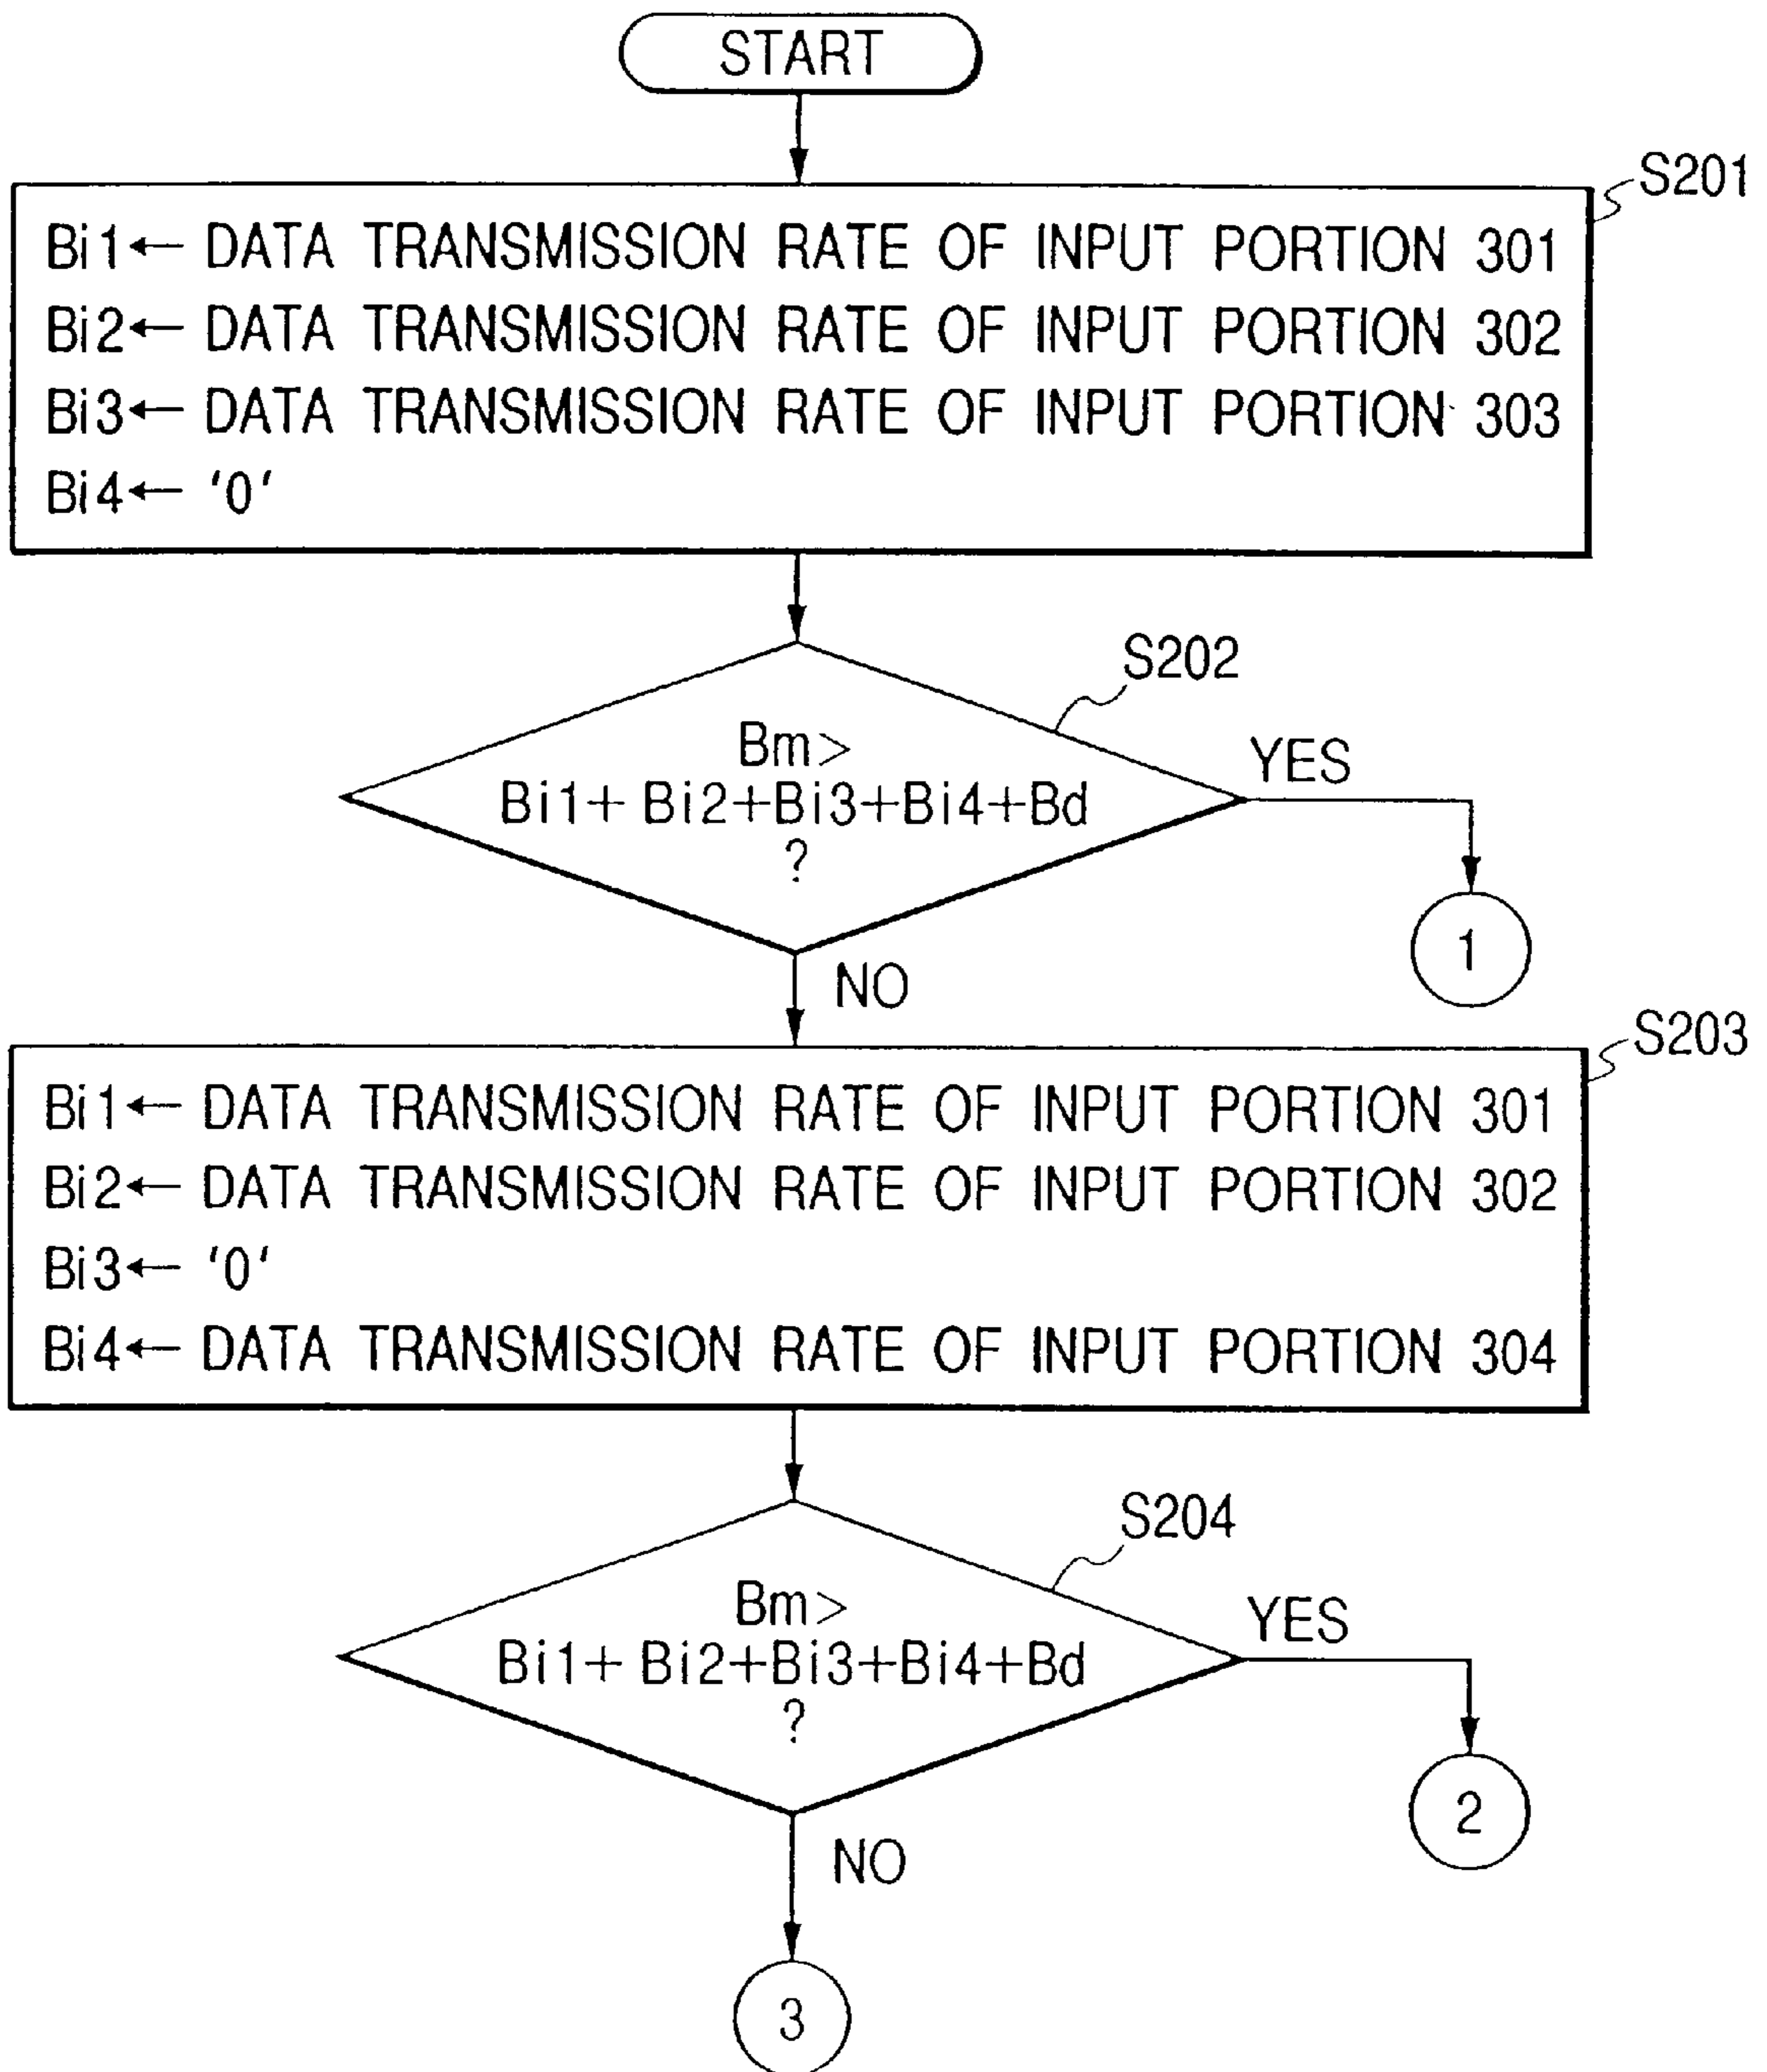 START
S201
Bi1← DATA TRANSMISSION RATE OF INPUT PORTION 301
Bi2← DATA TRANSMISSION RATE OF INPUT PORTION 302
Bi3← DATA TRANSMISSION RATE OF INPUT PORTION 303
Bi4← '0'
S202
Bm>
Bi1+ Bi2+Bi3+Bi4+Bd
?
YES
1
NO
S203
Bi1← DATA TRANSMISSION RATE OF INPUT PORTION 301
Bi2← DATA TRANSMISSION RATE OF INPUT PORTION 302
Bi3← '0'
Bi4← DATA TRANSMISSION RATE OF INPUT PORTION 304
S204
Bm>
Bi1+ Bi2+Bi3+Bi4+Bd
?
YES
2
NO
3